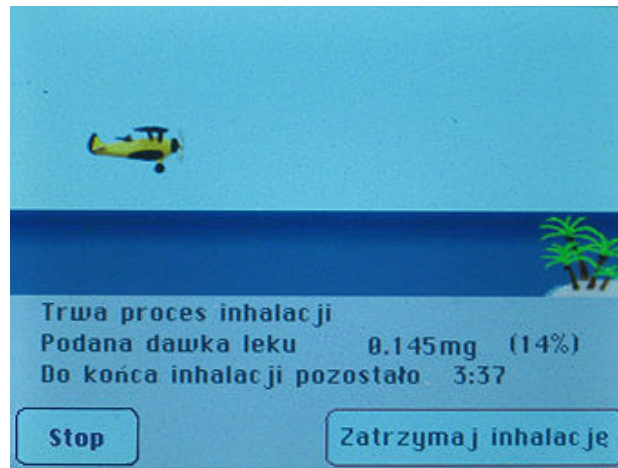 Trwa proces inhalacji
Podana dawka leku 0.145mg (14%)
Do końca inhalacji pozostało 3:37
Stop
Zatrzymaj inhalację